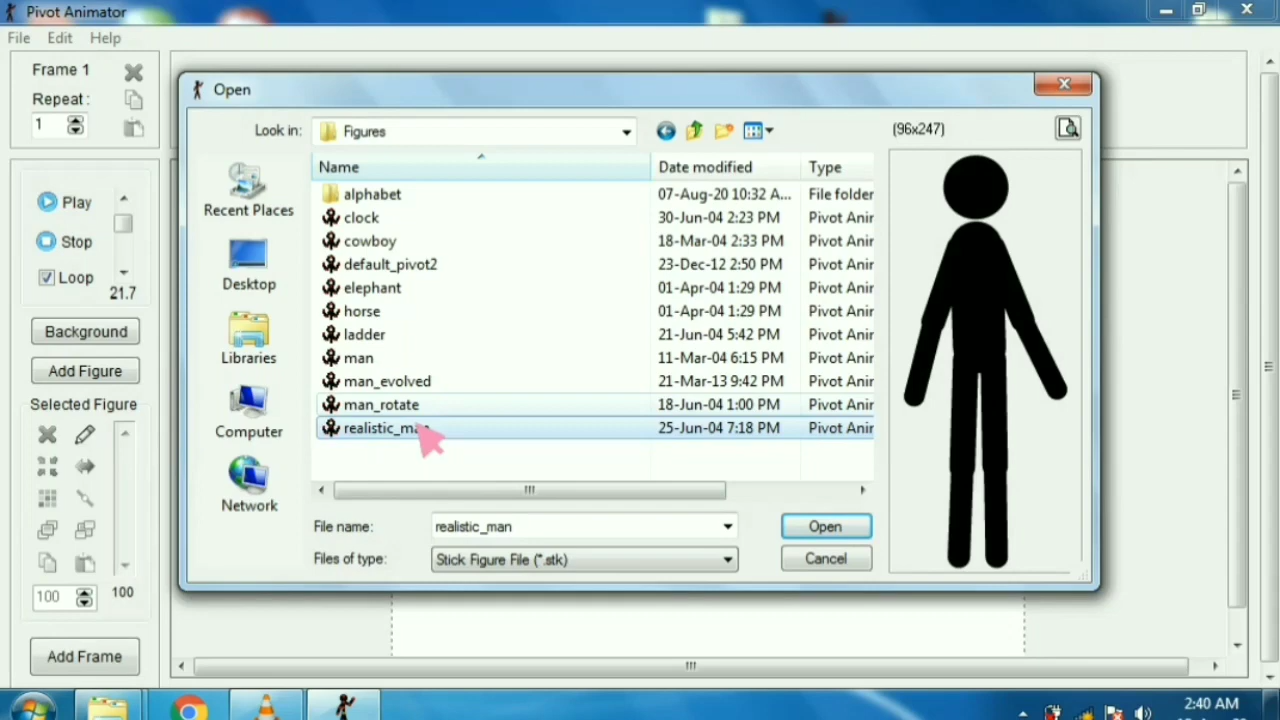 Pivot Animator
File Edit Help
Frame 1
Repeat:
1
Play
Stop
Loop
21.7
Background
Add Figure
Selected Figure
100 100
Add Frame
Open
Look in: Figures
(96x247)
Recent Places
Desktop
Libraries
Computer
Network
Name Date modified Type
alphabet 07-Aug-20 10:32 A... File folder
clock 30-Jun-04 2:23 PM Pivot Anir
cowboy 18-Mar-04 2:33 PM Pivot Anir
default_pivot2 23-Dec-12 2:50 PM Pivot Anir
elephant 01-Apr-04 1:29 PM Pivot Anir
horse 01-Apr-04 1:29 PM Pivot Anir
ladder 21-Jun-04 5:42 PM Pivot Anir
man 11-Mar-04 6:15 PM Pivot Anir
man_evolved 21-Mar-13 9:42 PM Pivot Anir
man_rotate 18-Jun-04 1:00 PM Pivot Anir
realistic_man 25-Jun-04 7:18 PM Pivot Anir
File name: realistic_man Open
Files of type: Stick Figure File (*.stk) Cancel
2:40 AM